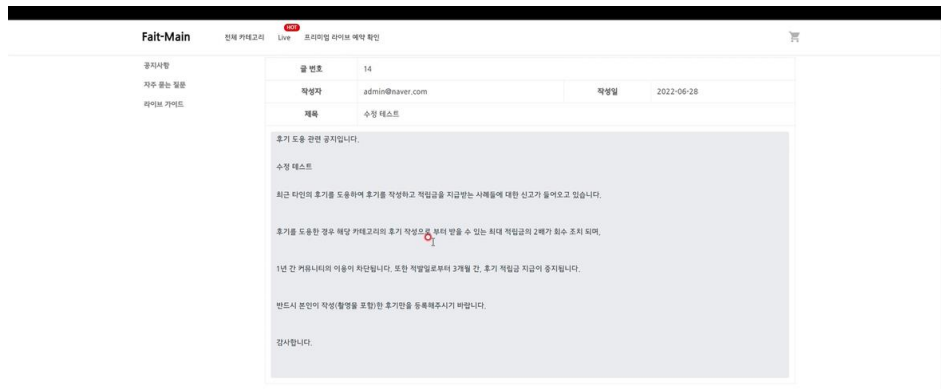 HOT
Fait-Main 전체 카테고리 Live 프리미엄 라이브 예약 확인
공지사항
자주 묻는 질문
라이브 가이드
글 번호 14
작성자 admin@naver.com 작성일 2022-06-28
제목 수정 테스트
후기 도용 관련 공지입니다.
수정 테스트
최근 타인의 후기를 도용하여 후기를 작성하고 적립금을 지급받는 사례들에 대한 신고가 들어오고 있습니다.
후기를 도용한 경우 해당 카테고리의 후기 작성으로 부터 받을 수 있는 최대 적립금의 2배가 회수 조치 되며,
1년 간 커뮤니티의 이용이 차단됩니다. 또한 적발일로부터 3개월 간, 후기 적립금 지급이 중지됩니다.
반드시 본인이 작성(촬영물 포함)한 후기만을 등록해주시기 바랍니다.
감사합니다.